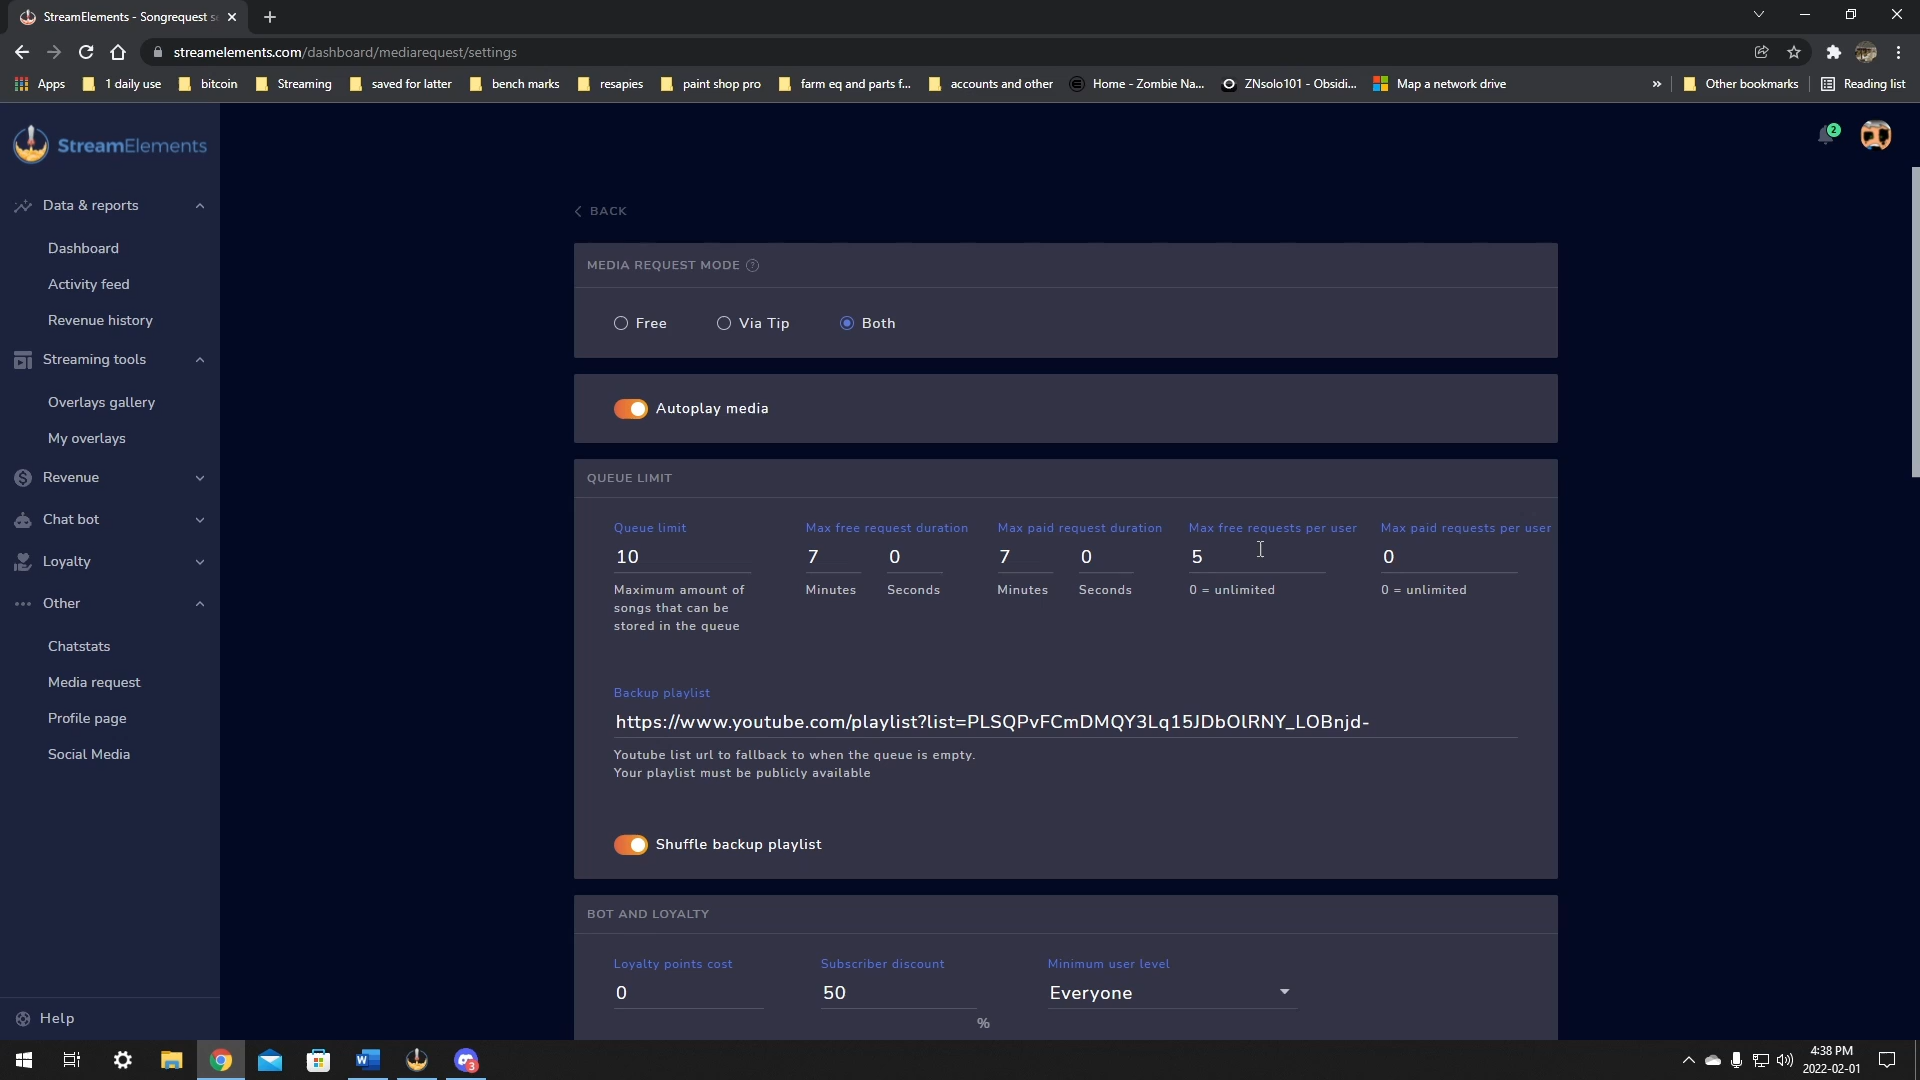 StreamElements - Songrequest s
streamelements.com/dashboard/mediarequest/settings
Apps 1 daily use bitcoin Streaming saved for latter bench marks resapies paint shop pro farm eq and parts f... accounts and other Home - Zombie Na... ZNsolo101 - Obsidi... Map a network drive » Other bookmarks Reading list
StreamElements
2
Data & reports
Dashboard
Activity feed
Revenue history
Streaming tools
Overlays gallery
My overlays
Revenue
Chat bot
Loyalty
Other
Chatstats
Media request
Profile page
Social Media
Help
BACK
MEDIA REQUEST MODE ?
Free Via Tip Both
Autoplay media
QUEUE LIMIT
Queue limit Max free request duration Max paid request duration Max free requests per user Max paid requests per user
10 7 0 7 0 5 0
Maximum amount of songs that can be stored in the queue Minutes Seconds Minutes Seconds 0 = unlimited 0 = unlimited
Backup playlist
https://www.youtube.com/playlist?list=PLSQPvFCmDMQY3Lq15JDbOlRNY_LOBnjd-
Youtube list url to fallback to when the queue is empty.
Your playlist must be publicly available
Shuffle backup playlist
BOT AND LOYALTY
Loyalty points cost Subscriber discount Minimum user level
0 50 Everyone
%
3
4:38 PM
2022-02-01